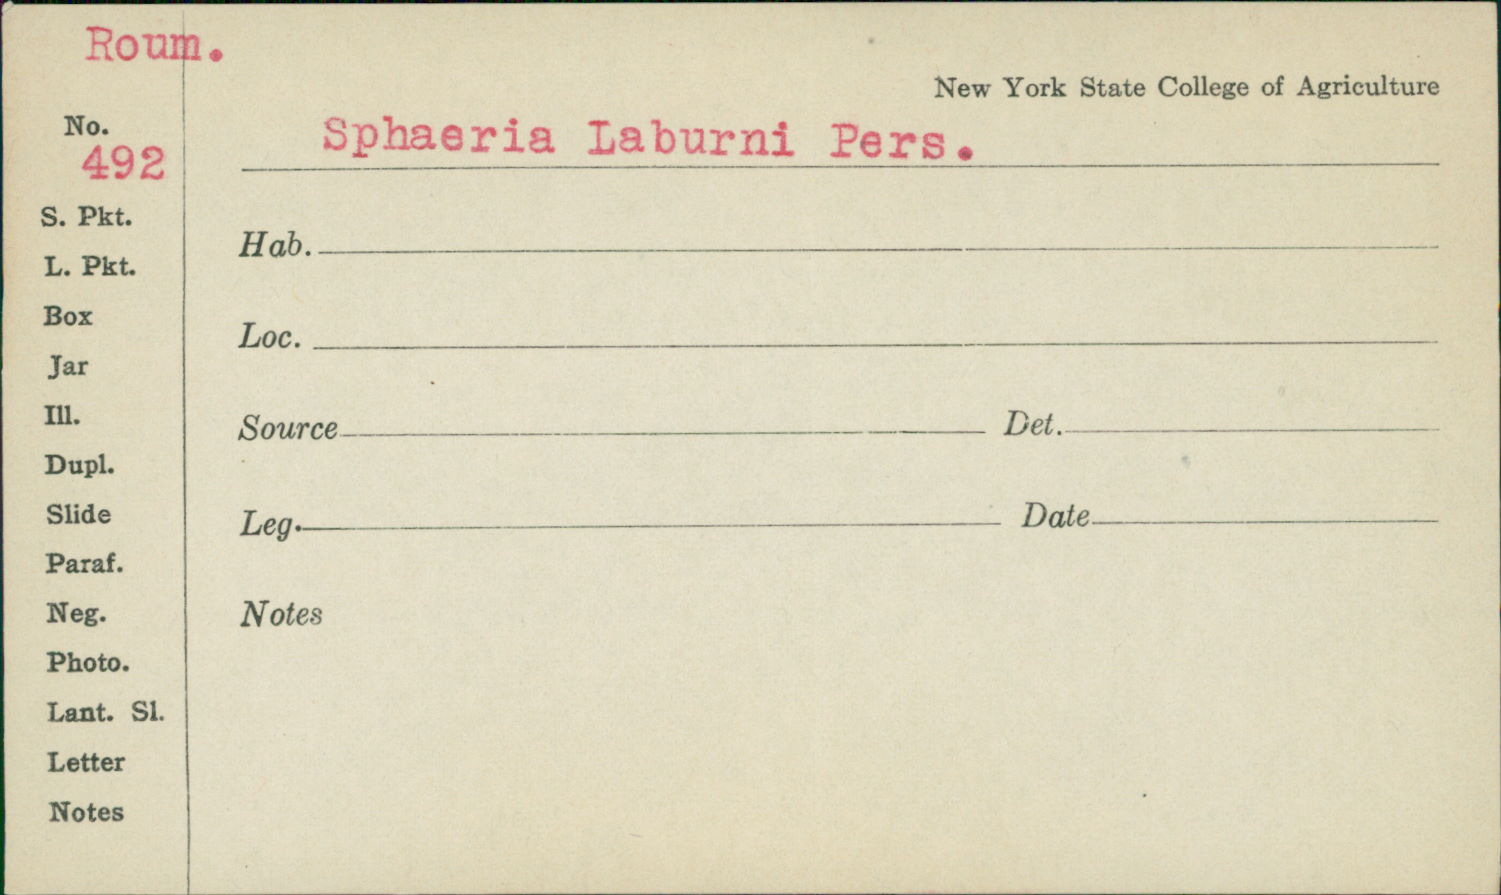 Roum.
New York State College of Agriculture
No.
492
Sphaeria Laburni Pers.
S. Pkt.
L. Pkt.
Box
Jar
Ill.
Dupl.
Slide
Paraf.
Neg.
Photo.
Lant. Sl.
Letter
Notes
Hab.
Loc.
Source Det.
Leg. Date
Notes